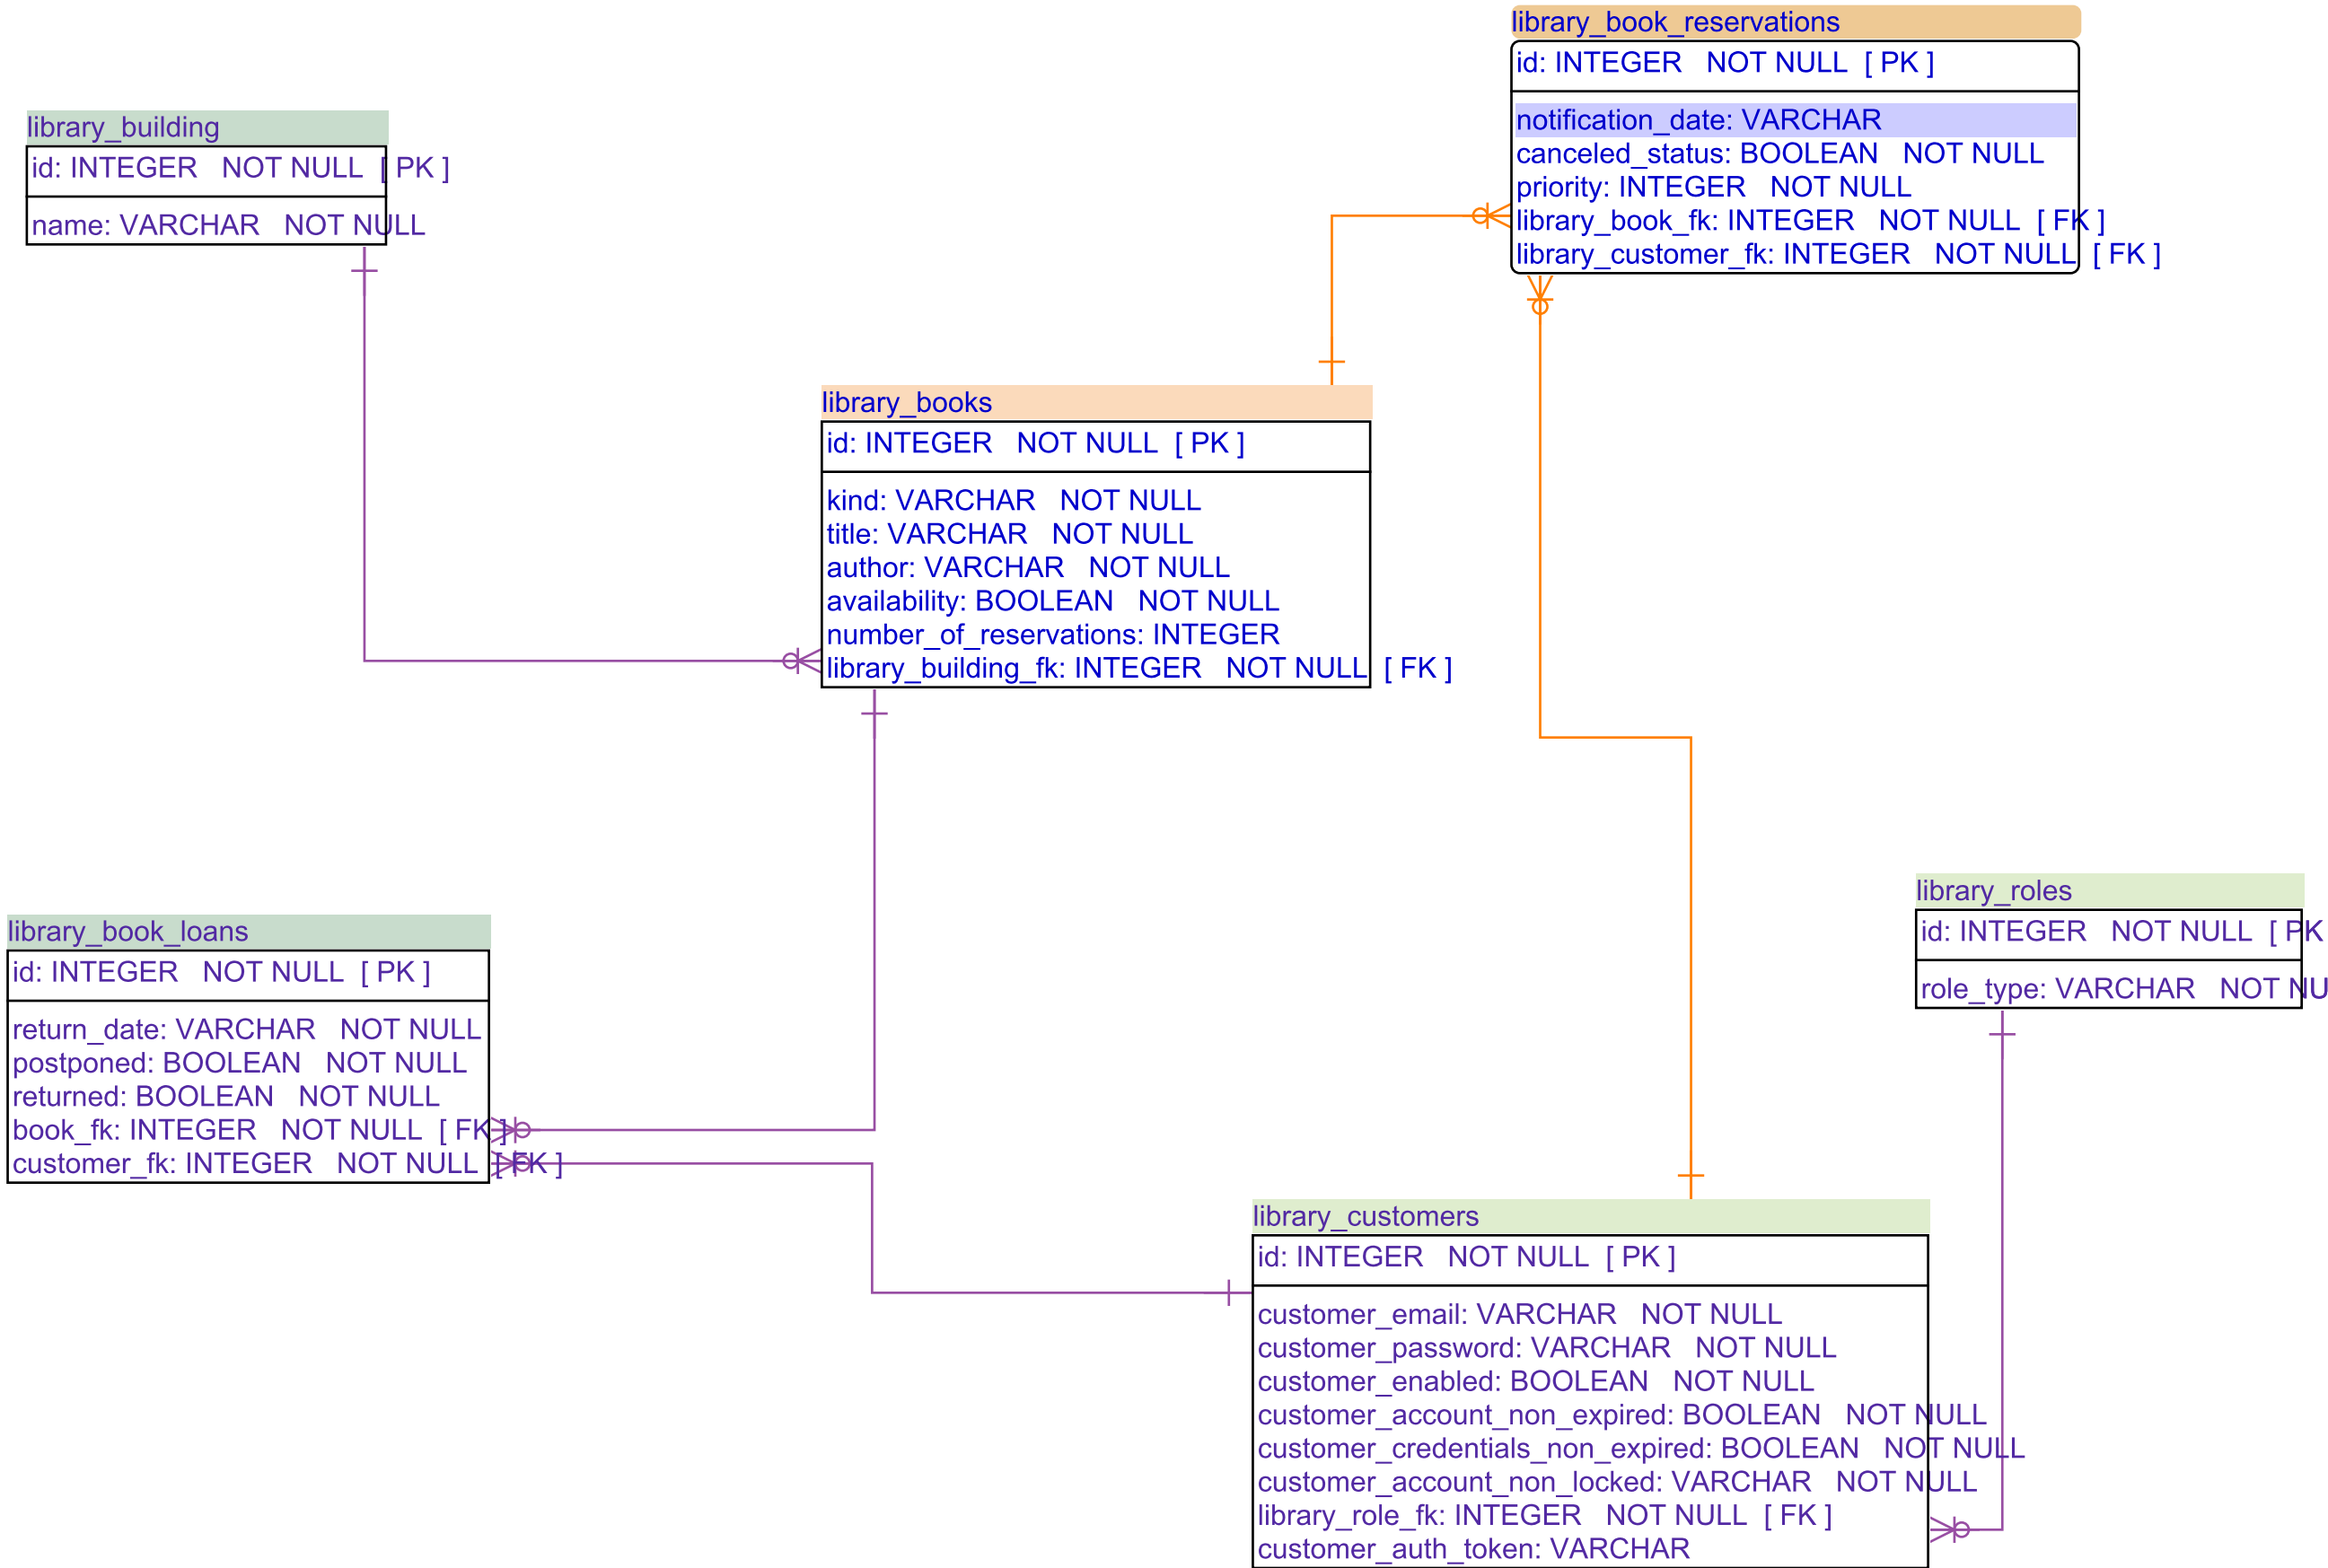 library_book_reservations
id: INTEGER NOT NULL [ PK ]
notification_date: VARCHAR
canceled_status: BOOLEAN NOT NULL
priority: INTEGER NOT NULL
library_book_fk: INTEGER NOT NULL [ FK ]
library_customer_fk: INTEGER NOT NULL [ FK ]
library_building
id: INTEGER NOT NULL [ PK ]
name: VARCHAR NOT NULL
library_books
id: INTEGER NOT NULL [ PK ]
kind: VARCHAR NOT NULL
title: VARCHAR NOT NULL
author: VARCHAR NOT NULL
availability: BOOLEAN NOT NULL
number_of_reservations: INTEGER
library_building_fk: INTEGER NOT NULL [ FK ]
library_book_loans
id: INTEGER NOT NULL [ PK ]
return_date: VARCHAR NOT NULL
postponed: BOOLEAN NOT NULL
returned: BOOLEAN NOT NULL
book_fk: INTEGER NOT NULL [ FK ]
customer_fk: INTEGER NOT NULL [ FK ]
library_roles
id: INTEGER NOT NULL [ PK
role_type: VARCHAR NOT NU
library_customers
id: INTEGER NOT NULL [ PK ]
customer_email: VARCHAR NOT NULL
customer_password: VARCHAR NOT NULL
customer_enabled: BOOLEAN NOT NULL
customer_account_non_expired: BOOLEAN NOT NULL
customer_credentials_non_expired: BOOLEAN NOT NULL
customer_account_non_locked: VARCHAR NOT NULL
library_role_fk: INTEGER NOT NULL [ FK ]
customer_auth_token: VARCHAR